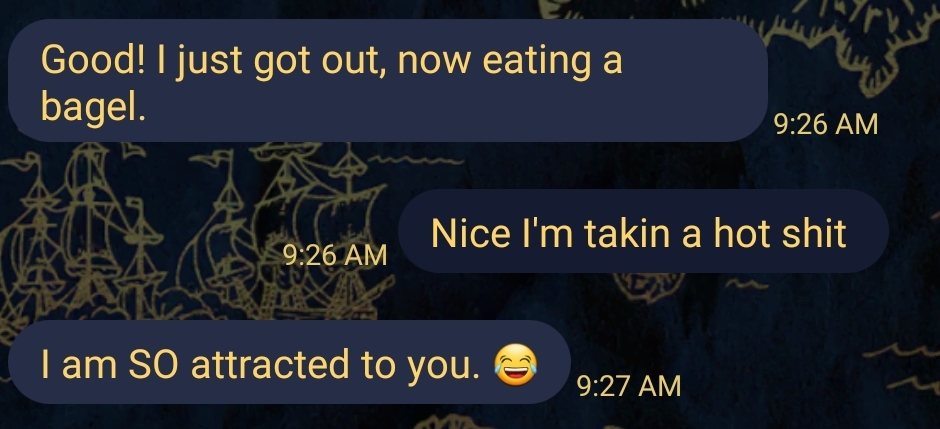 Good! I just got out, now eating a
bagel.
9:26 AM
Nice I'm takin a hot shit
9:26 AM
I am SO attracted to you. 😂
9:27 AM